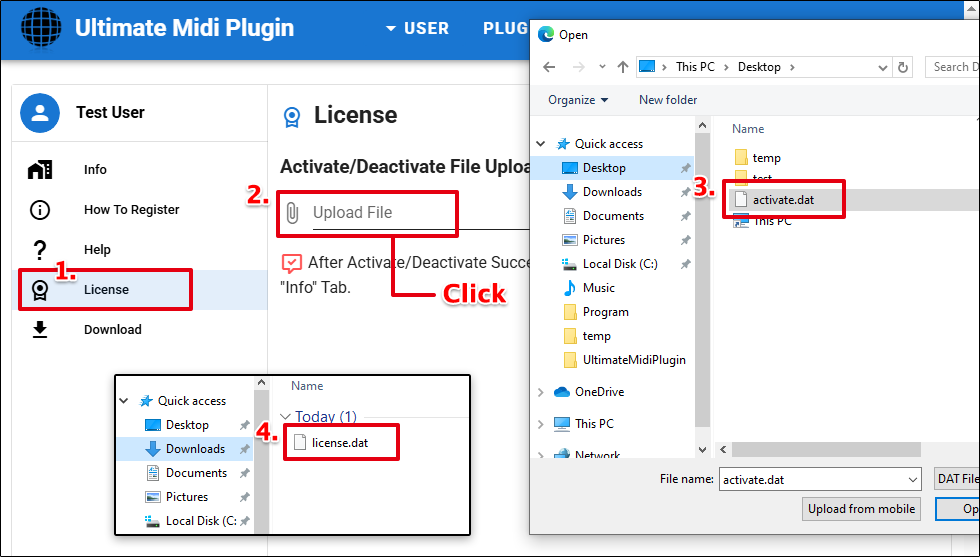 Ultimate Midi Plugin
USER
PLUG
Test User
Info
How To Register
Help
1.
License
Download
License
Activate/Deactivate File Uploa
2.
Upload File
After Activate/Deactivate Succe
"Info" Tab.
Click
Open
This PC
Desktop
Search D
Organize
New folder
Quick access
Desktop
Downloads
Documents
Pictures
Local Disk (C:)
Music
Program
temp
UltimateMidiPlugin
OneDrive
This PC
Network
Name
temp
test
3.
activate.dat
This PC
File name:
activate.dat
DAT File
Upload from mobile
Op
Quick access
Desktop
Downloads
Documents
Pictures
Local Disk (C:
Name
Today (1)
4.
license.dat